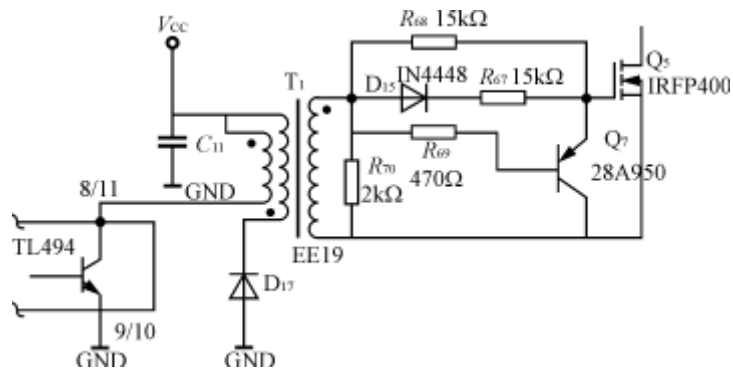 VCC
R68 15kΩ
T1
D15
IN4448
R67 15kΩ
Q5
IRFP400
C11
R69
470Ω
Q7
28A950
R70
2kΩ
8/11
GND
TL494
EE19
D17
9/10
GND
GND